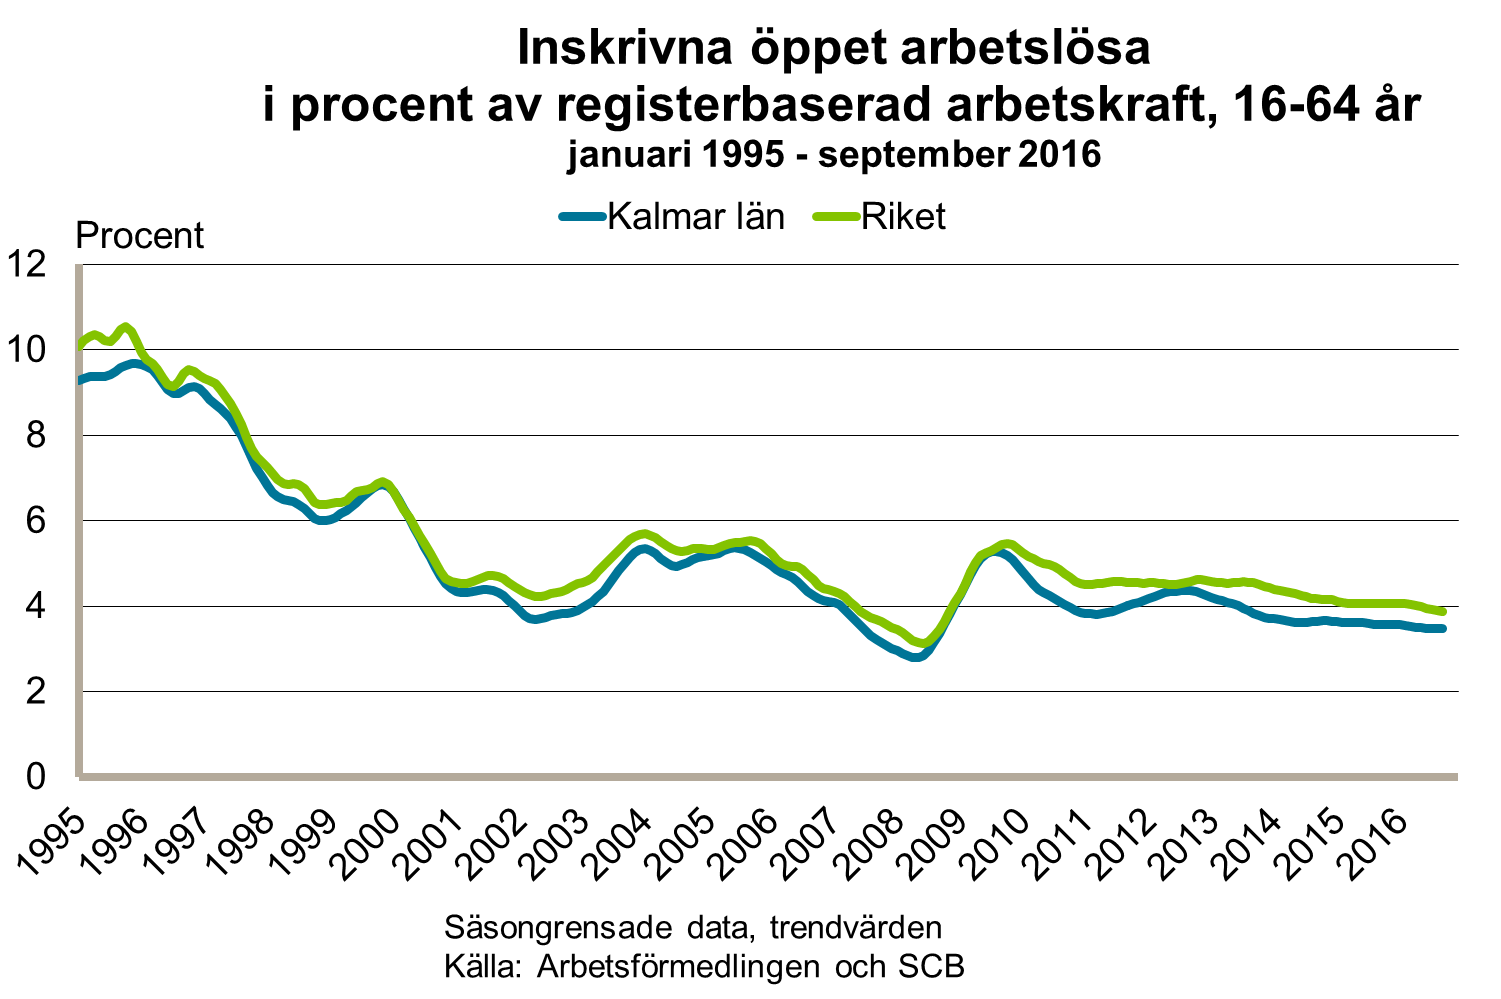 Inskrivna öppet arbetslösa
i procent av registerbaserad arbetskraft, 16-64 år
januari 1995 - september 2016
Kalmar län Riket
Procent
12
10
8
6
4
2
0
1995 1996 1997 1998 1999 2000 2001 2002 2003 2004 2005 2006 2007 2008 2009 2010 2011 2012 2013 2014 2015 2016
Säsongrensade data, trendvärden
Källa: Arbetsförmedlingen och SCB